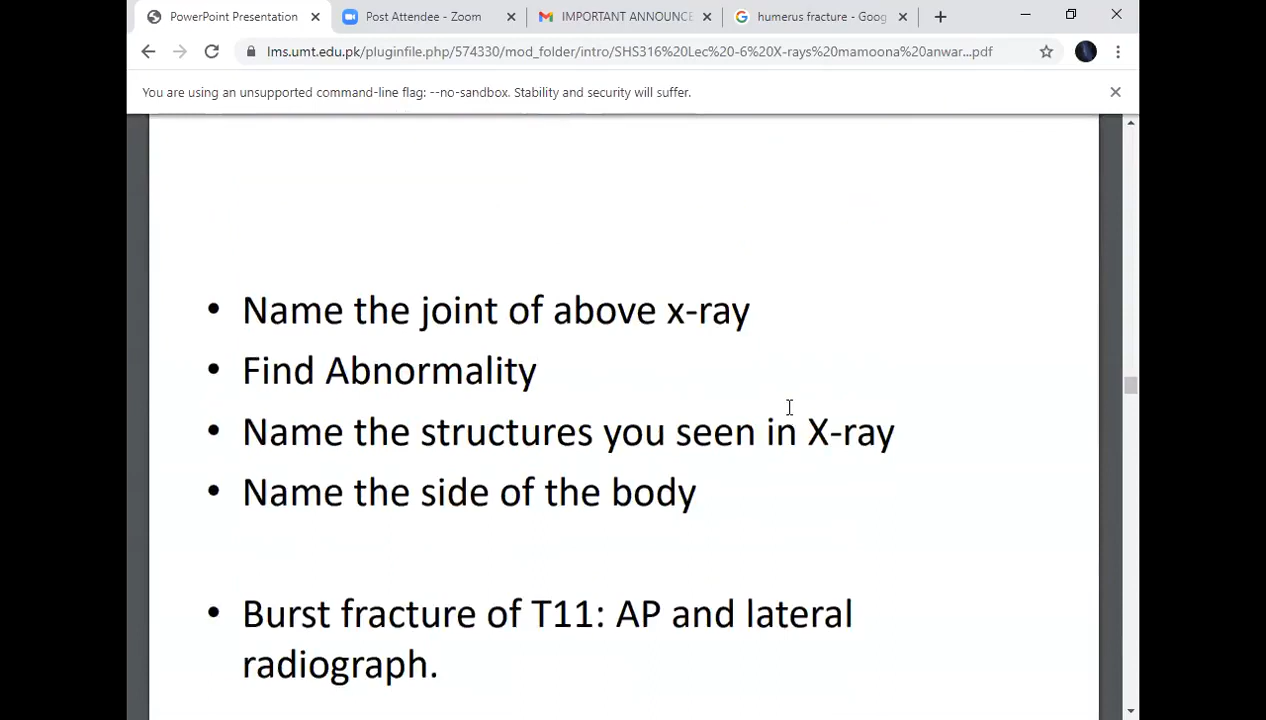 PowerPoint Presentation
Post Attendee - Zoom
IMPORTANT ANNOUNCE
humerus fracture - Goog
lms.umt.edu.pk/pluginfile.php/574330/mod_folder/intro/SHS316%20Lec%20-6%20X-rays%20mamoona%20anwar...pdf
You are using an unsupported command-line flag: --no-sandbox. Stability and security will suffer.
• Name the joint of above x-ray
• Find Abnormality
• Name the structures you seen in X-ray
• Name the side of the body
• Burst fracture of T11: AP and lateral
radiograph.